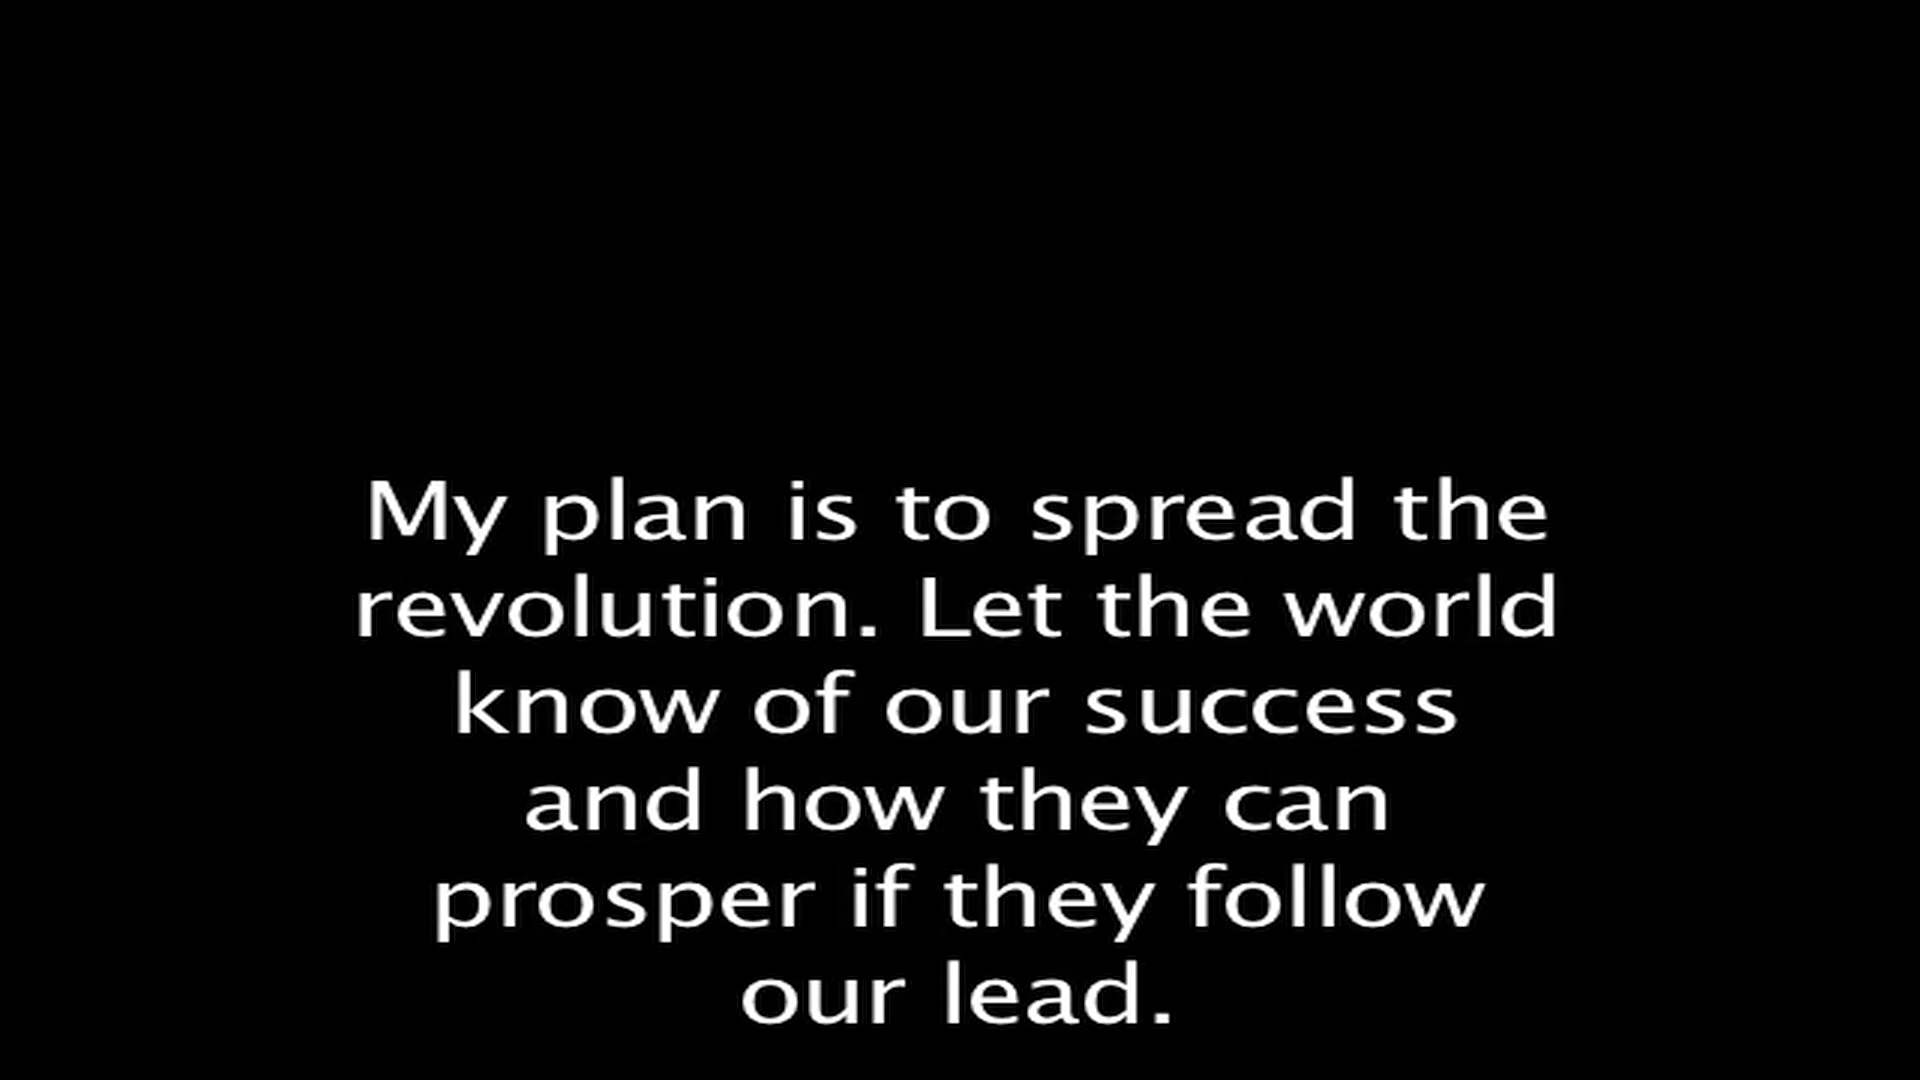 My plan is to spread the
revolution. Let the world
know of our success
and how they can
prosper if they follow
our lead.